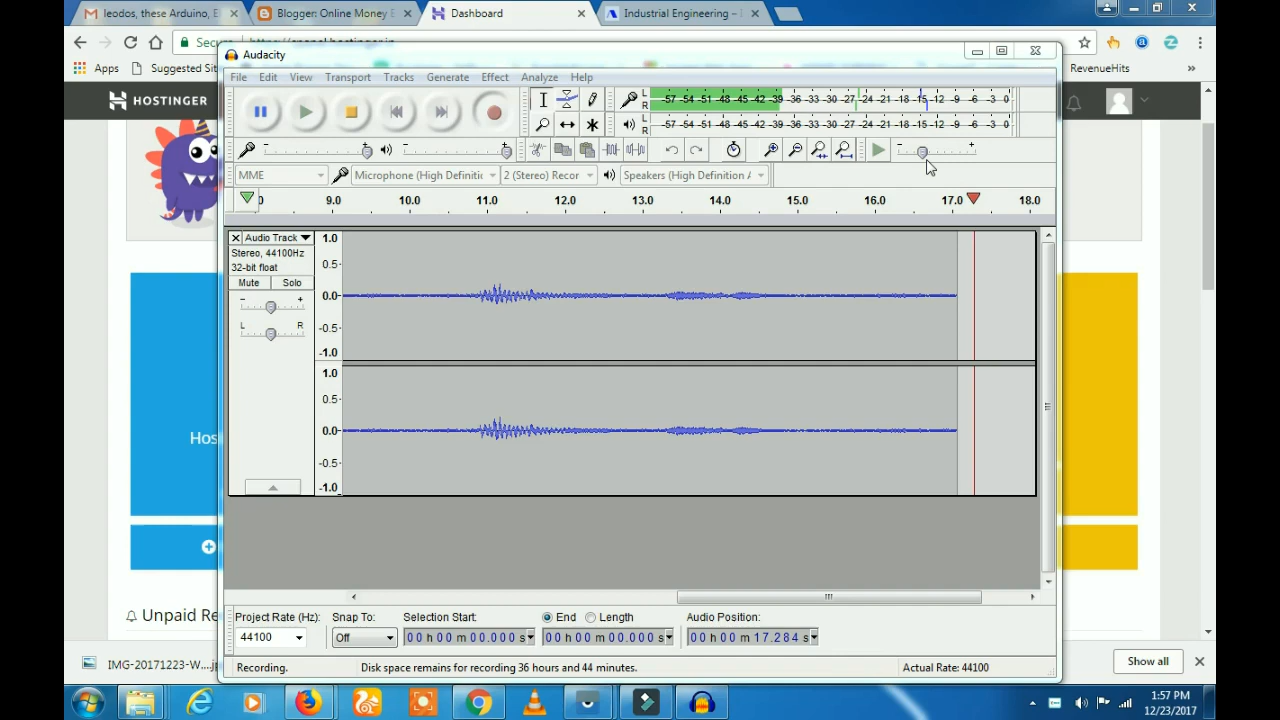 leodos, these Arduino, E
Blogger: Online Money E
Dashboard
Industrial Engineering –
Secure
Apps
Suggested Sit
RevenueHits
»
HOSTINGER
Audacity
File Edit View Transport Tracks Generate Effect Analyze Help
L
R
-57 -54 -51 -48 -45 -42 -39 -36 -33 -30 -27 -24 -21 -18 -15 -12 -9 -6 -3 0
L
R
-57 -54 -51 -48 -45 -42 -39 -36 -33 -30 -27 -24 -21 -18 -15 -12 -9 -6 -3 0
- + - + - +
MME
Microphone (High Definitic
2 (Stereo) Recor
Speakers (High Definition A
9.0 10.0 11.0 12.0 13.0 14.0 15.0 16.0 17.0 18.0
Audio Track
Stereo, 44100Hz
32-bit float
Mute Solo
- +
L R
1.0
0.5-
0.0-
-0.5-
-1.0
1.0
0.5-
0.0-
-0.5-
-1.0
Hos
Unpaid Re
Project Rate (Hz): Snap To: Selection Start: End Length Audio Position:
44100 Off 00 h 00 m 00.000 s 00 h 00 m 00.000 s 00 h 00 m 17.284 s
Recording. Disk space remains for recording 36 hours and 44 minutes. Actual Rate: 44100
IMG-20171223-W....j
Show all
1:57 PM
12/23/2017